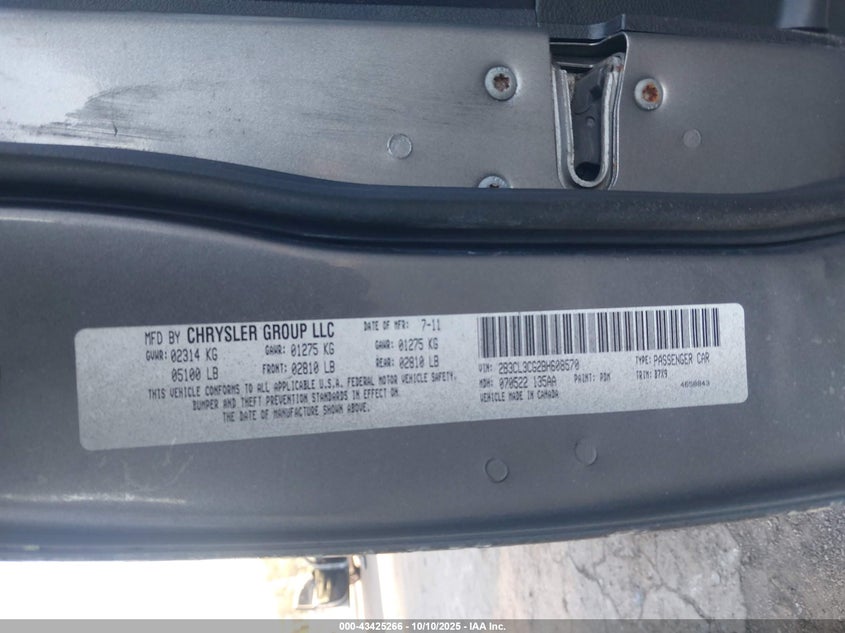 MFD BY CHRYSLER GROUP LLC DATE OF MFR: 7-11
GVWR: 02314 KG GAWR: 01275 KG GAWR: 01275 KG
05100 LB FRONT: 02810 LB REAR: 02810 LB
THIS VEHICLE CONFORMS TO ALL APPLICABLE U.S.A. FEDERAL MOTOR VEHICLE SAFETY,
BUMPER AND THEFT PREVENTION STANDARDS IN EFFECT ON
THE DATE OF MANUFACTURE SHOWN ABOVE.
VIN: 2B3CL3CG2BH608570 TYPE: PASSENGER CAR
MDH: 070522 135AA PAINT: PDM TRIM: B7X9
VEHICLE MADE IN CANADA 4658843
000-43425266 - 10/10/2025 - IAA Inc.